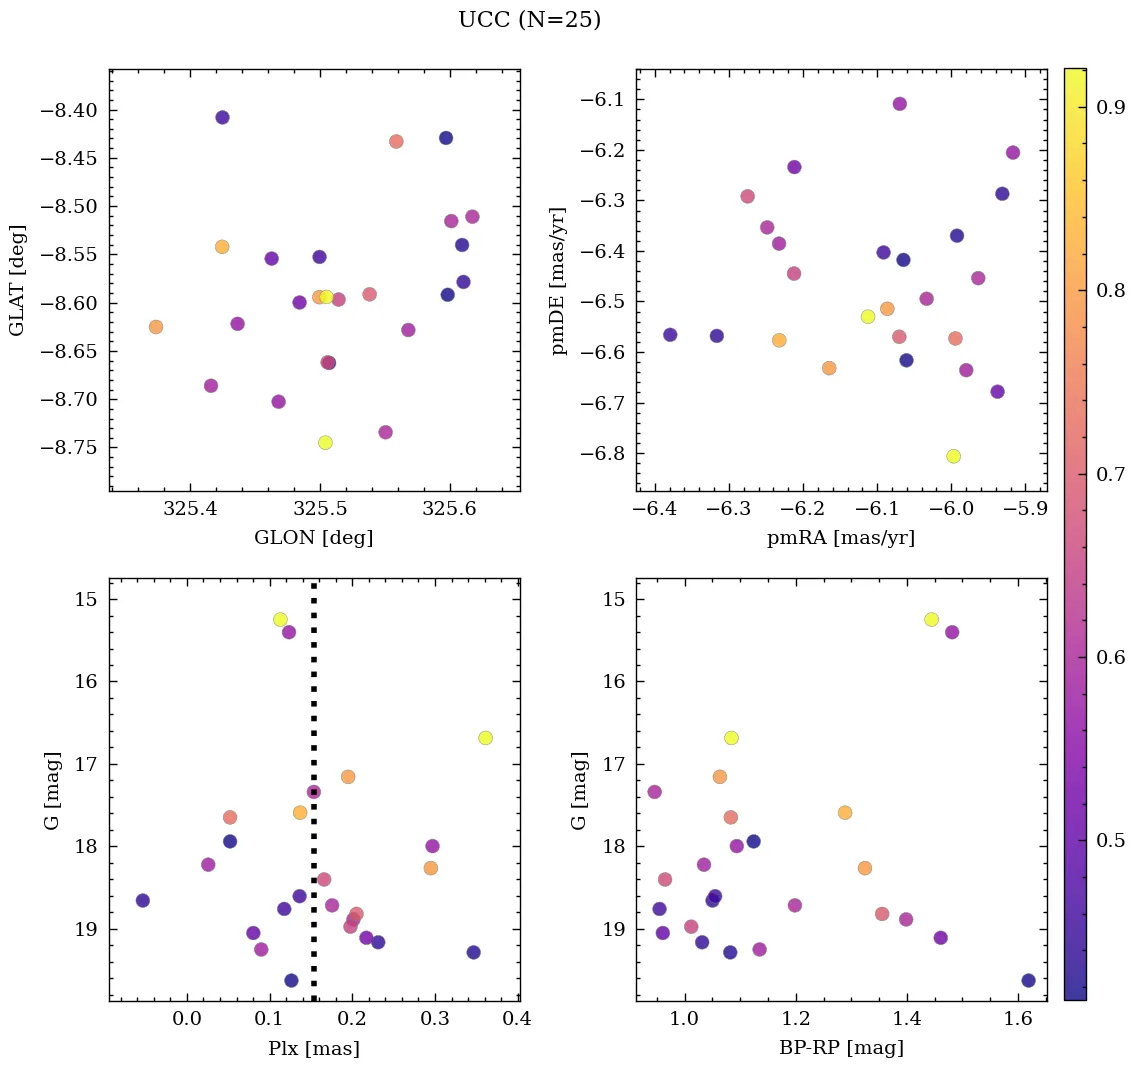 UCC (N=25)
−8.40
−8.45
−8.50
−8.55
−8.60
−8.65
−8.70
−8.75
GLAT [deg]
325.4 325.5 325.6
GLON [deg]
−6.1
−6.2
−6.3
−6.4
−6.5
−6.6
−6.7
−6.8
pmDE [mas/yr]
−6.4 −6.3 −6.2 −6.1 −6.0 −5.9
pmRA [mas/yr]
0.9
0.8
0.7
0.6
0.5
15
16
17
18
19
G [mag]
0.0 0.1 0.2 0.3 0.4
Plx [mas]
15
16
17
18
19
G [mag]
1.0 1.2 1.4 1.6
BP-RP [mag]